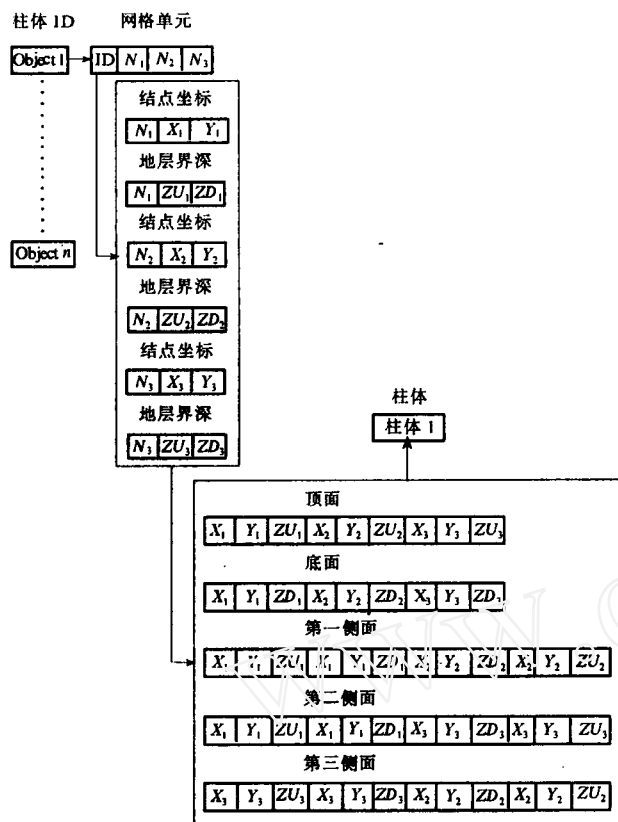 柱体 ID 网格单元
Object 1 ID N₁ N₂ N₃
结点坐标
N₁ X₁ Y₁
地层界深
N₁ ZU₁ ZD₁
结点坐标
Object n N₂ X₂ Y₂
地层界深
N₂ ZU₂ ZD₂
结点坐标
N₃ X₃ Y₃
地层界深
N₃ ZU₃ ZD₃
柱体
柱体 1
顶面
X₁ Y₁ ZU₁ X₂ Y₂ ZU₂ X₃ Y₃ ZU₃
底面
X₁ Y₁ ZD₁ X₂ Y₂ ZD₂ X₃ Y₃ ZD₃
第一侧面
X₁ Y₁ ZU₁ X₁ Y₁ ZD₁ X₂ Y₂ ZD₂ X₂ Y₂ ZU₂
第二侧面
X₁ Y₁ ZU₁ X₁ Y₁ ZD₁ X₃ Y₃ ZD₃ X₃ Y₃ ZU₃
第三侧面
X₃ Y₃ ZU₃ X₃ Y₃ ZD₃ X₂ Y₂ ZD₂ X₂ Y₂ ZU₂